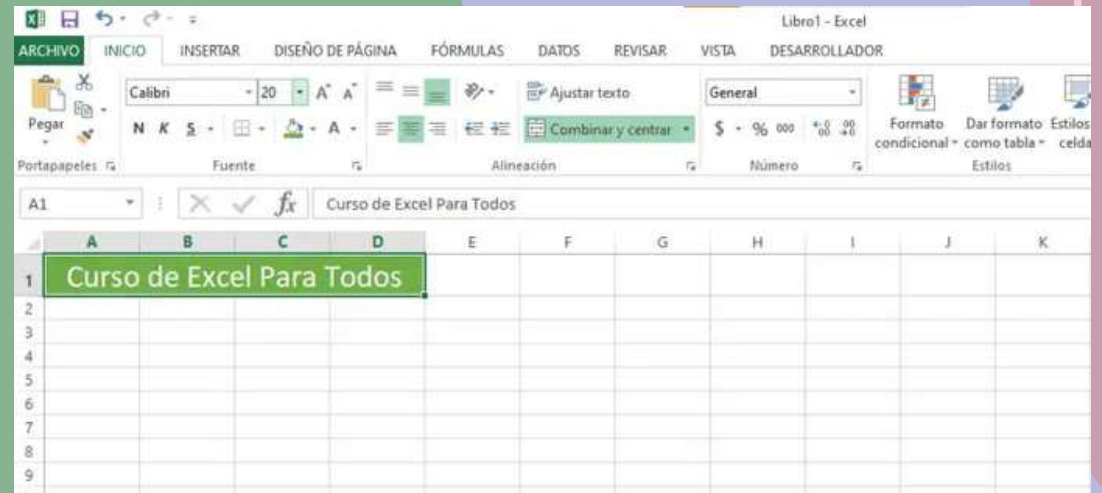 Libro1 - Excel
ARCHIVO INICIO INSERTAR DISEÑO DE PÁGINA FÓRMULAS DATOS REVISAR VISTA DESARROLLADOR
Calibri 20 A A Ajustar texto General
Pegar N K S A Combinar y centrar $ % 000 Formato condicional Dar formato como tabla Estilos
Portapapeles Fuente Alineación Número Estilos
A1 fx Curso de Excel Para Todos
A B C D E F G H I J K
1 Curso de Excel Para Todos
2
3
4
5
6
7
8
9